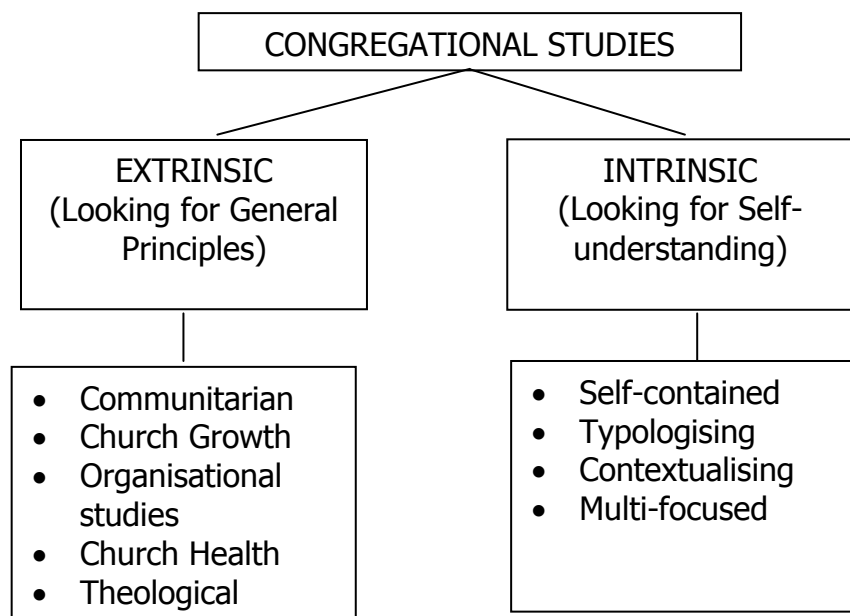 CONGREGATIONAL STUDIES
EXTRINSIC
(Looking for General
Principles)
INTRINSIC
(Looking for Self-
understanding)
• Communitarian
• Church Growth
• Organisational
studies
• Church Health
• Theological
• Self-contained
• Typologising
• Contextualising
• Multi-focused